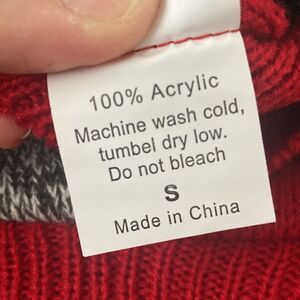 100% Acrylic
Machine wash cold,
tumbel dry low.
Do not bleach
S
Made in China